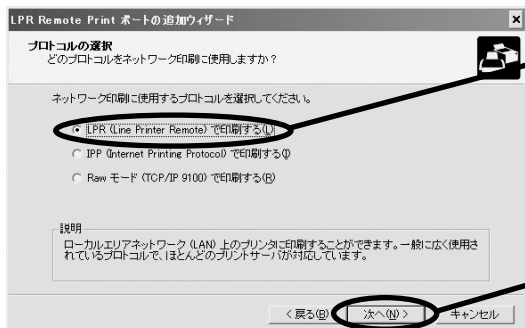 LPR Remote Print ポートの追加ウィザード
プロトコルの選択
どのプロトコルをネットワーク印刷に使用しますか？
ネットワーク印刷に使用するプロトコルを選択してください。
LPR (Line Printer Remote) で印刷する(L)
IPP (Internet Printing Protocol) で印刷する(I)
Raw モード (TCP/IP 9100) で印刷する(R)
説明
ローカルエリアネットワーク (LAN) 上のプリンタに印刷することができます。一般に広く使用さ
れているプロトコルで、ほとんどのプリントサーバが対応しています。
< 戻る(B) 次へ(N) > キャンセル